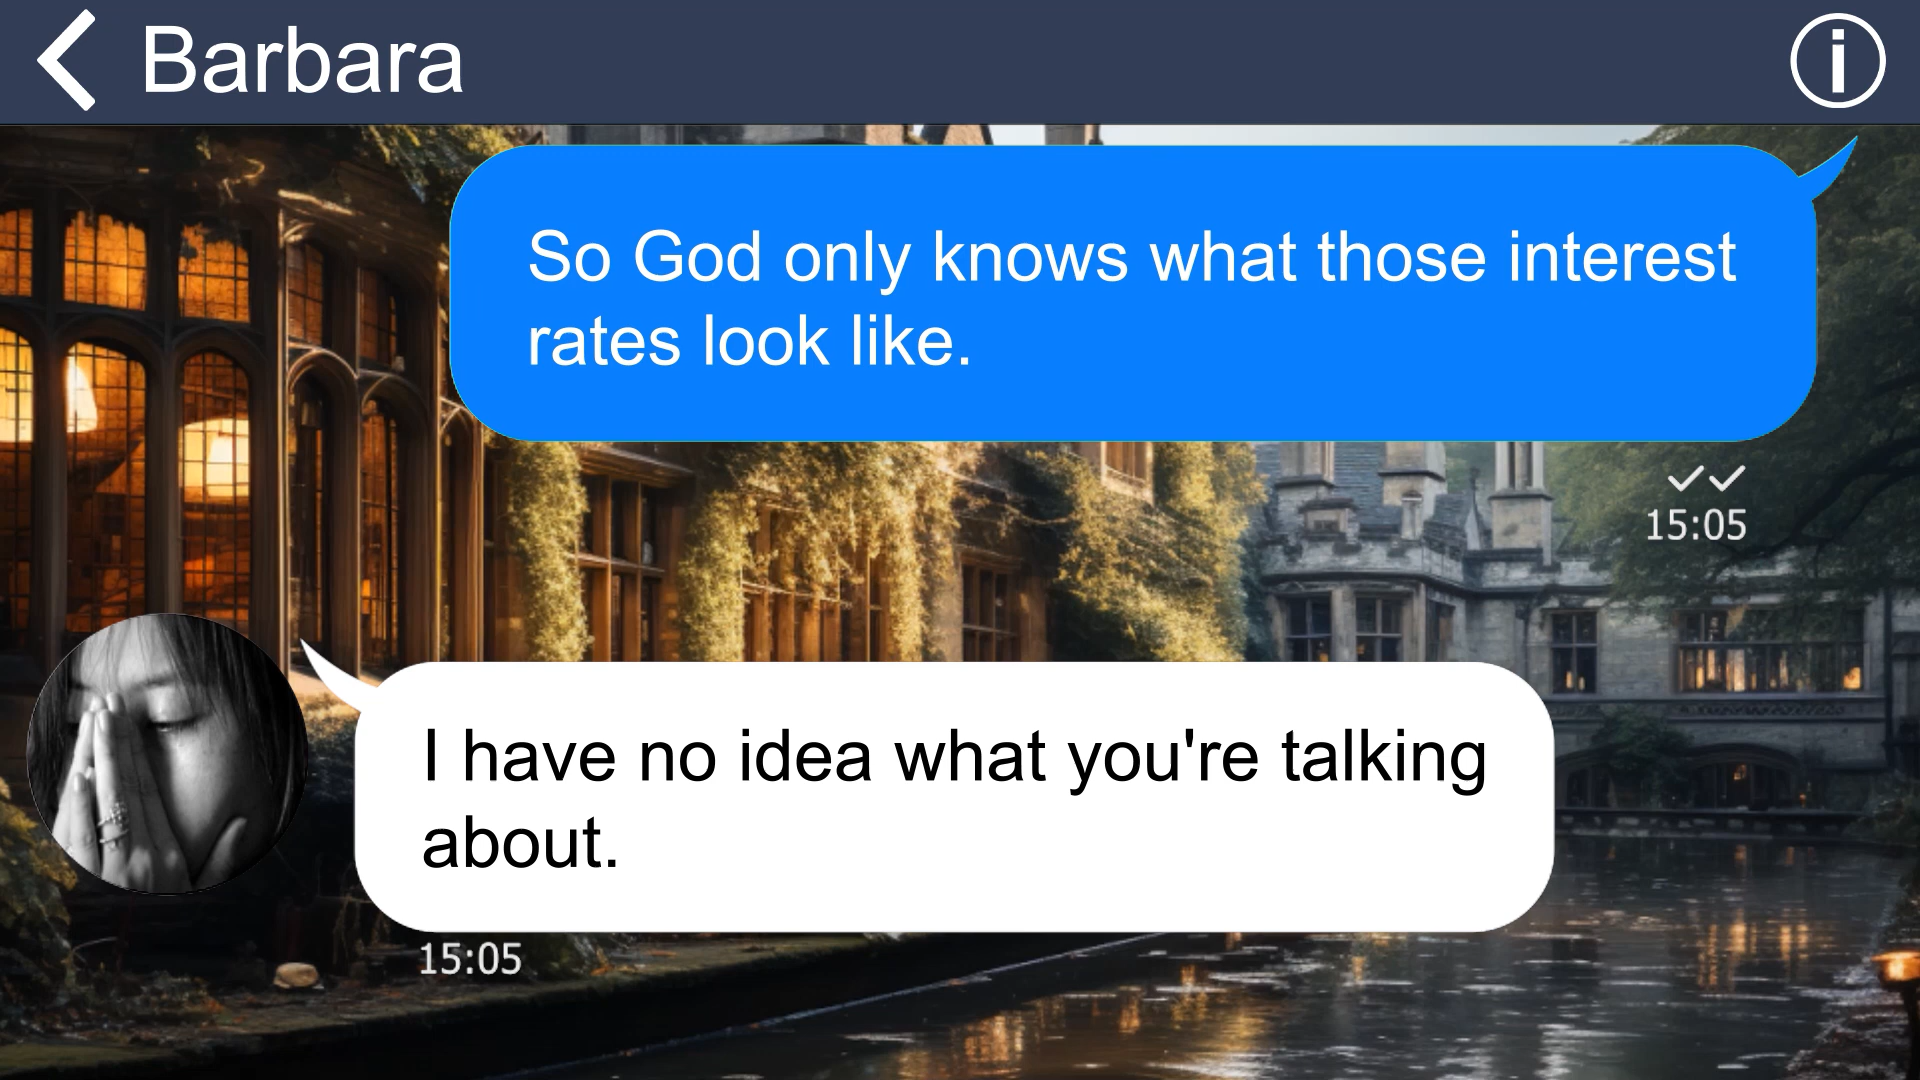 Barbara
So God only knows what those interest
rates look like.
15:05
I have no idea what you're talking
about.
15:05